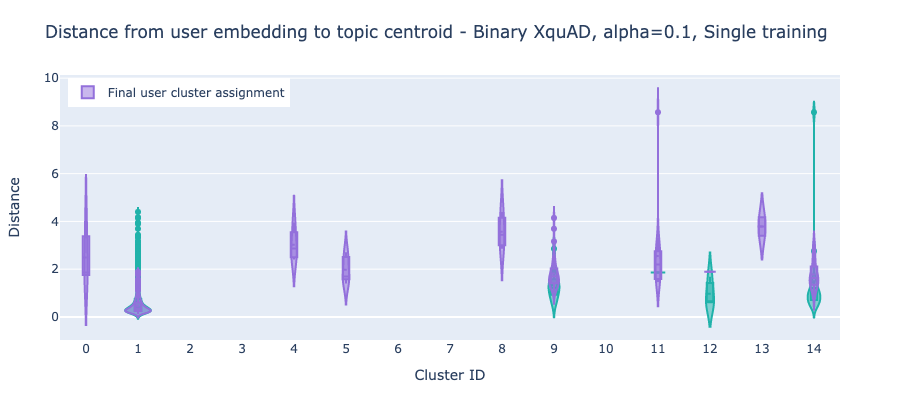 Distance from user embedding to topic centroid - Binary XquAD, alpha=0.1, Single training
Final user cluster assignment
10
8
6
4
2
0
Distance
0 1 2 3 4 5 6 7 8 9 10 11 12 13 14
Cluster ID